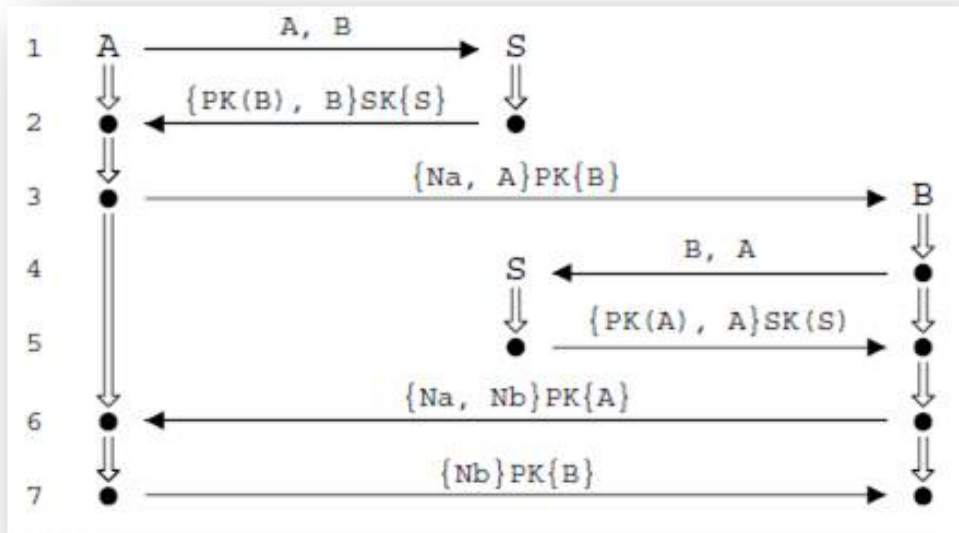 A, B
1 A S
{PK(B), B}SK{S}
2
{Na, A}PK{B}
3 B
B, A
4 S
{PK(A), A}SK(S)
5
{Na, Nb}PK{A}
6
{Nb}PK{B}
7